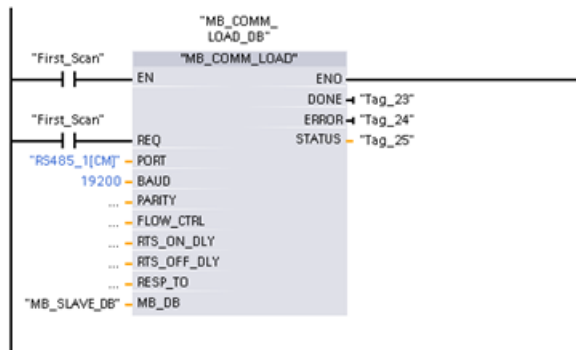 "MB_COMM_
LOAD_DB"
"First_Scan"
"MB_COMM_LOAD"
EN
ENO
DONE
"Tag_23"
"First_Scan"
ERROR
"Tag_24"
REQ
STATUS
"Tag_25"
"RS485_1[CM]"
PORT
19200
BAUD
...
PARITY
...
FLOW_CTRL
...
RTS_ON_DLY
...
RTS_OFF_DLY
...
RESP_TO
"MB_SLAVE_DB"
MB_DB